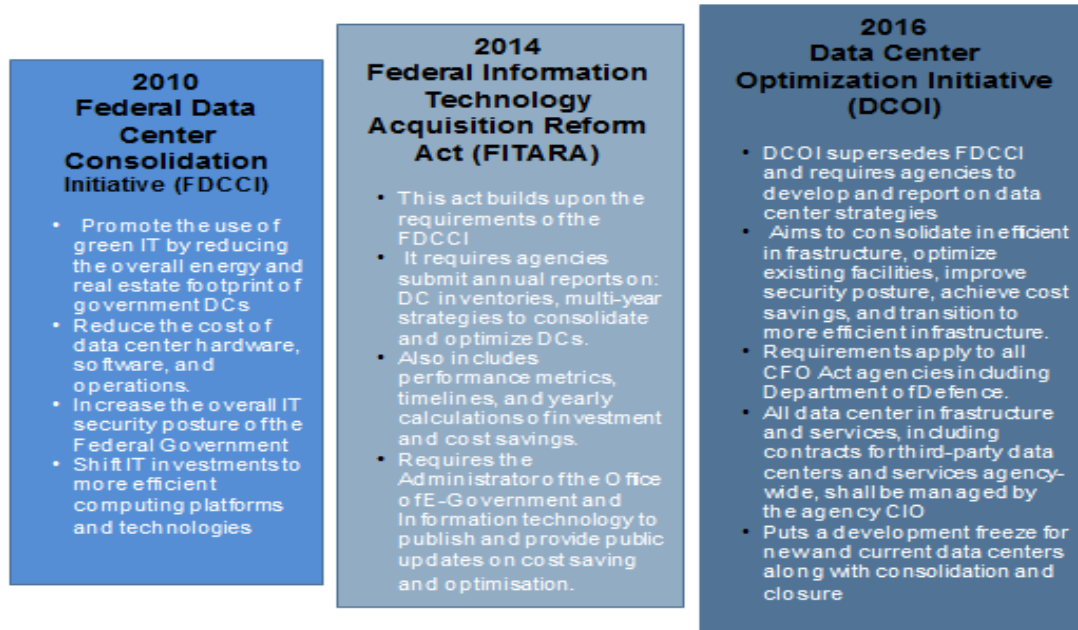 2010
Federal Data
Center
Consolidation
Initiative (FDCCI)
• Promote the use of
green IT by reducing
the overall energy and
real estate footprint of
government DCs
• Reduce the cost of
data center hardware,
software, and
operations.
• Increase the overall IT
security posture of the
Federal Government
• Shift IT investments to
more efficient
computing platforms
and technologies
2014
Federal Information
Technology
Acquisition Reform
Act (FITARA)
• This act builds upon the
requirements of the
FDCCI
• It requires agencies
submit annual reports on:
DC inventories, multi-year
strategies to consolidate
and optimize DCs.
• Also includes
performance metrics,
timelines, and yearly
calculations of investment
and cost savings.
• Requires the
Administrator of the Office
of E-Government and
Information technology to
publish and provide public
updates on cost saving
and optimisation.
2016
Data Center
Optimization Initiative
(DCOI)
• DCOI supersedes FDCCI
and requires agencies to
develop and report on data
center strategies
• Aims to consolidate inefficient
infrastructure, optimize
existing facilities, improve
security posture, achieve cost
savings, and transition to
more efficient infrastructure.
• Requirements apply to all
CFO Act agencies including
Department of Defence.
• All data center infrastructure
and services, including
contracts for third-party data
centers and services agency-
wide, shall be managed by
the agency CIO
• Puts a development freeze for
new and current data centers
along with consolidation and
closure